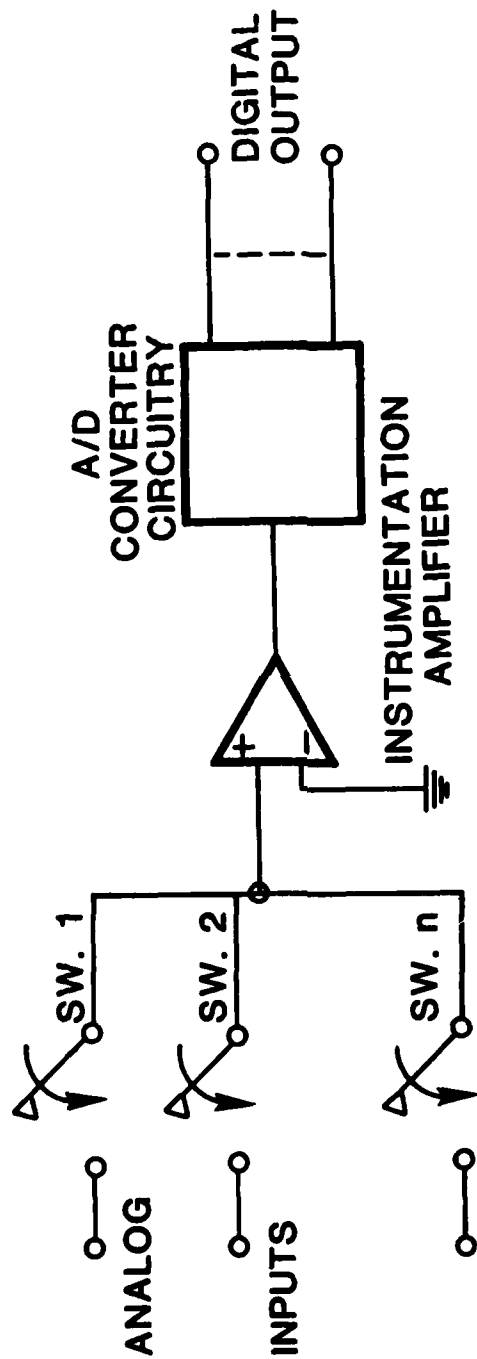 ANALOG
INPUTS
SW. 1
SW. 2
SW. n
+
−
INSTRUMENTATION
AMPLIFIER
A/D
CONVERTER
CIRCUITRY
DIGITAL
OUTPUT